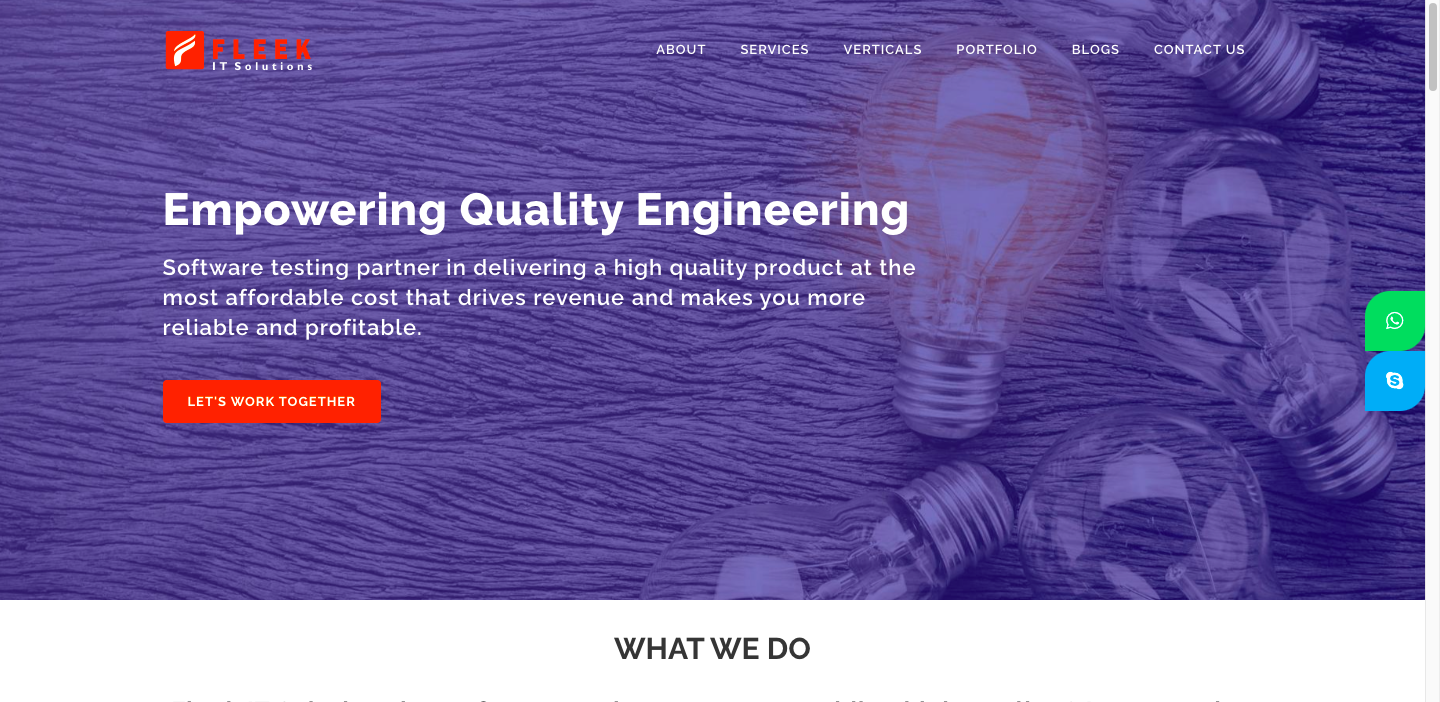 FLEEK
IT Solutions
ABOUT SERVICES VERTICALS PORTFOLIO BLOGS CONTACT US
Empowering Quality Engineering
Software testing partner in delivering a high quality product at the
most affordable cost that drives revenue and makes you more
reliable and profitable.
LET'S WORK TOGETHER
WHAT WE DO